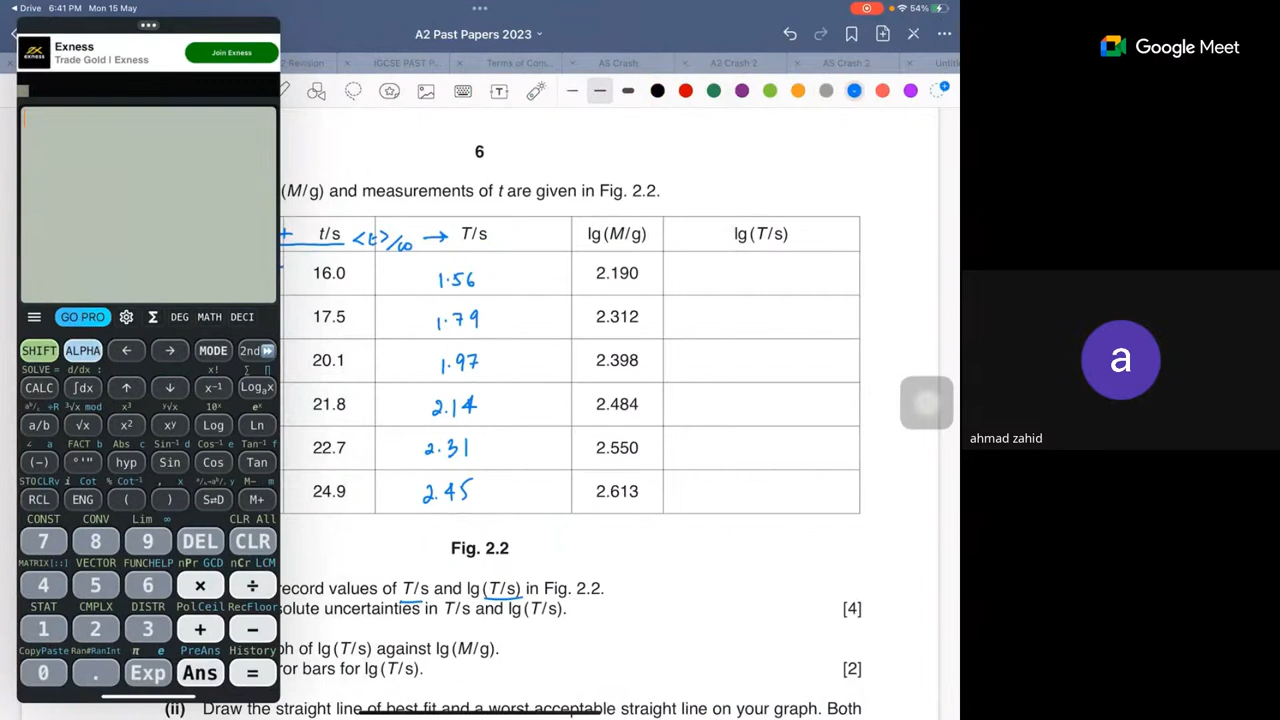 Drive 6:41 PM Mon 15 May
54%
A2 Past Papers 2023
Exness
Trade Gold | Exness
Join Exness
2 Revision
IGCSE PAST P...
Terms of Com...
AS Crash
A2 Crash 2
AS Crash 2
Google Meet
6
(M/g) and measurements of t are given in Fig. 2.2.
t/s <t>/10 → T/s lg(M/g) lg(T/s)
16.0 1.56 2.190
17.5 1.79 2.312
20.1 1.97 2.398
21.8 2.14 2.484
22.7 2.31 2.550
24.9 2.45 2.613
Fig. 2.2
record values of T/s and lg(T/s) in Fig. 2.2.
solute uncertainties in T/s and lg(T/s). [4]
ph of lg(T/s) against lg(M/g).
ror bars for lg(T/s). [2]
(ii) Draw the straight line of best fit and a worst acceptable straight line on your graph. Both
GO PRO Σ DEG MATH DECI
SHIFT ALPHA ← → MODE 2nd
SOLVE = d/dx : x! ∑ ∏
CALC ∫dx ↑ ↓ x⁻¹ Logₐx
³√x mod x³ ʸ√x 10ˣ eˣ
a/b √x x² xʸ Log Ln
∠ a FACT b Abs c Sin⁻¹ d Cos⁻¹ e Tan⁻¹ f
(−) °'" hyp Sin Cos Tan
STO CLRv i Cot % Cot⁻¹ , x y M− m
RCL ENG ( ) S⇄D M+
CONST CONV Lim ∞ CLR All
7 8 9 DEL CLR
MATRIX VECTOR FUNC HELP nPr GCD nCr LCM
4 5 6 × ÷
STAT CMPLX DISTR Pol Ceil Rec Floor
1 2 3 + −
Copy Paste Ran# RanInt π e PreAns History
0 . Exp Ans =
a
ahmad zahid